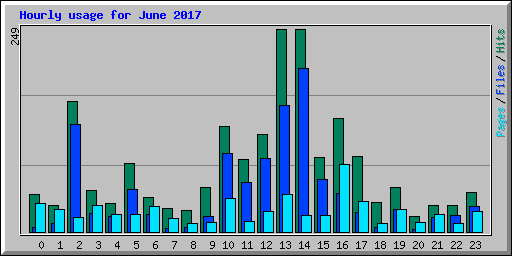 Hourly usage for June 2017
249
Pages / Files / Hits
0 1 2 3 4 5 6 7 8 9 10 11 12 13 14 15 16 17 18 19 20 21 22 23